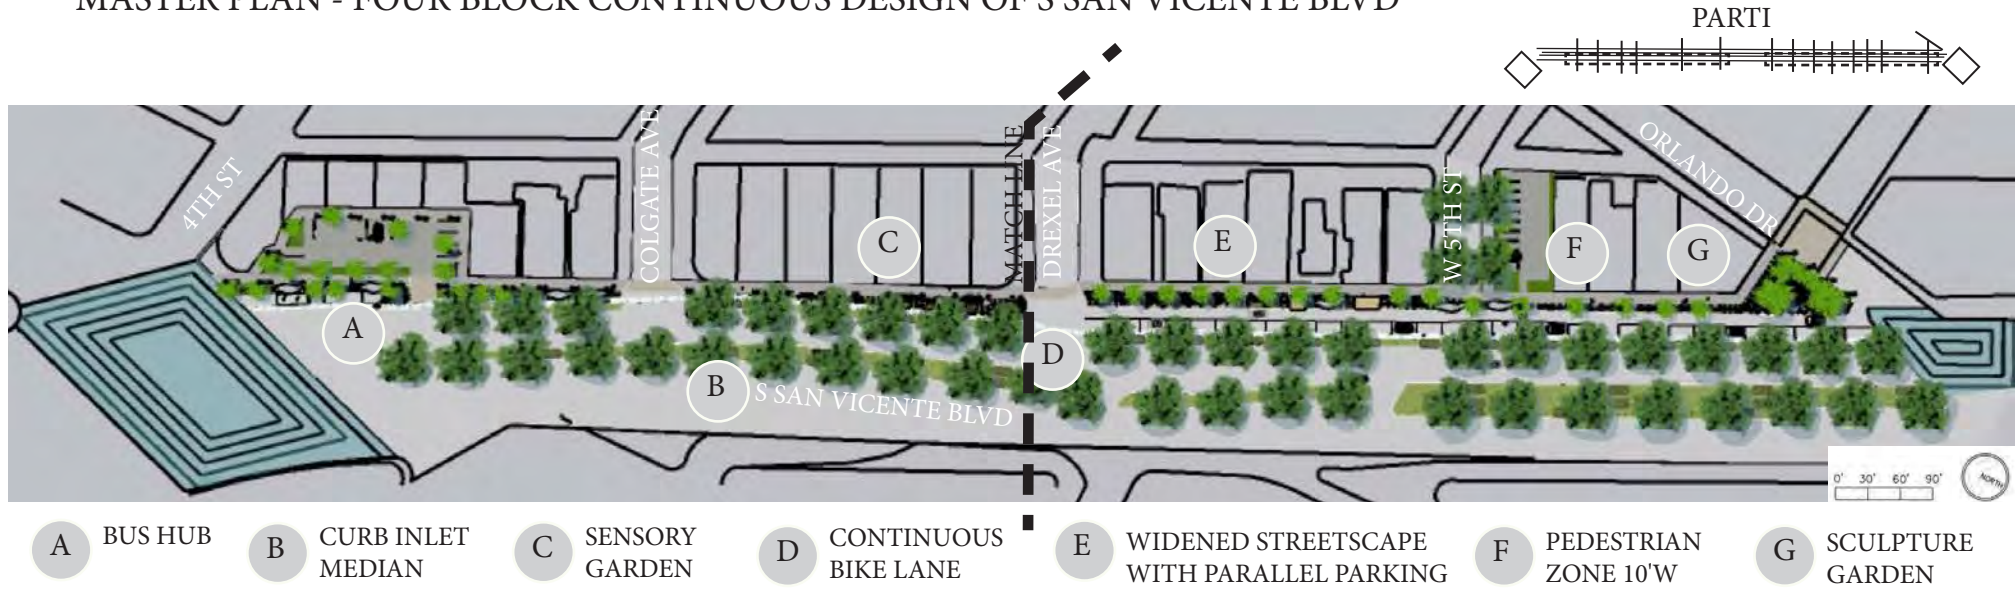 MASTER PLAN - FOUR BLOCK CONTINUOUS DESIGN OF S SAN VICENTE BLVD
PARTI
4TH ST
COLGATE AVE
MATCH LINE
DREXEL AVE
W 5TH ST
ORLANDO DR
C
E
F
G
A
D
B
S SAN VICENTE BLVD
0' 30' 60' 90'
NORTH
A BUS HUB
B CURB INLET
MEDIAN
C SENSORY
GARDEN
D CONTINUOUS
BIKE LANE
E WIDENED STREETSCAPE
WITH PARALLEL PARKING
F PEDESTRIAN
ZONE 10'W
G SCULPTURE
GARDEN